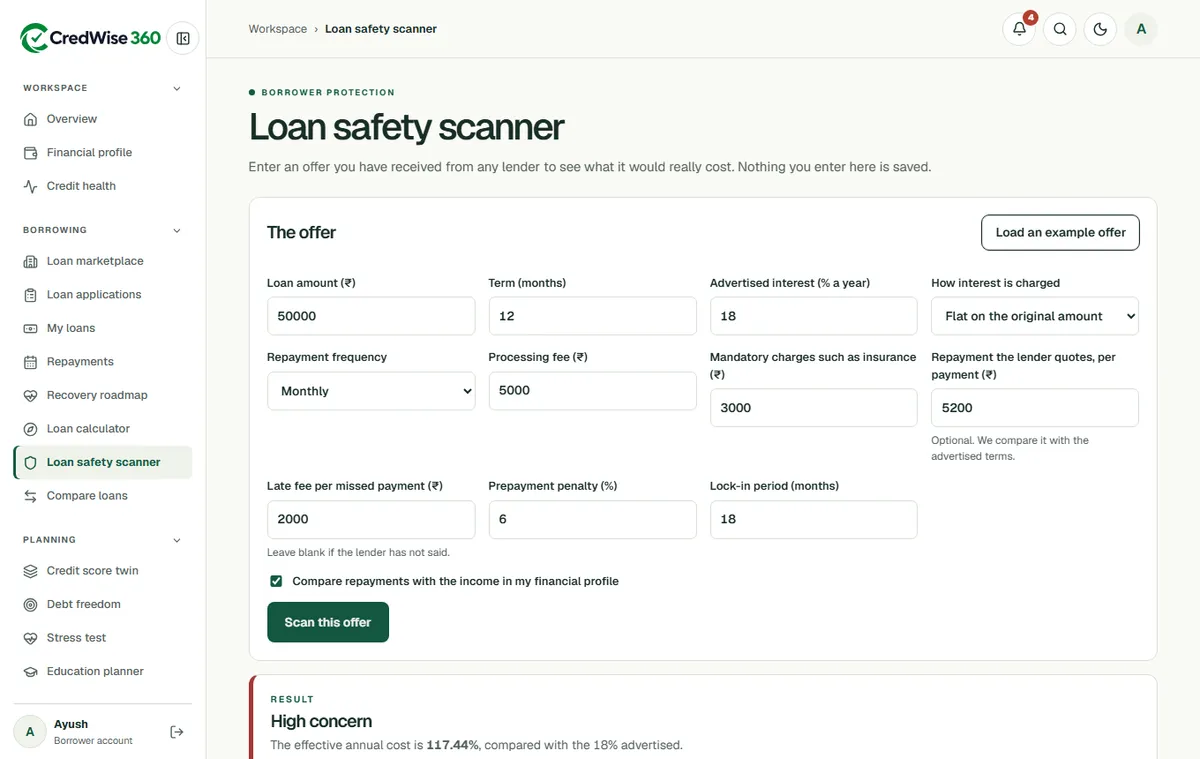 CredWise 360
Workspace › Loan safety scanner
4
A
WORKSPACE
Overview
Financial profile
Credit health
BORROWING
Loan marketplace
Loan applications
My loans
Repayments
Recovery roadmap
Loan calculator
Loan safety scanner
Compare loans
PLANNING
Credit score twin
Debt freedom
Stress test
Education planner
A
Ayush
Borrower account
BORROWER PROTECTION
Loan safety scanner
Enter an offer you have received from any lender to see what it would really cost. Nothing you enter here is saved.
The offer
Load an example offer
Loan amount (₹)
50000
Term (months)
12
Advertised interest (% a year)
18
How interest is charged
Flat on the original amount
Repayment frequency
Monthly
Processing fee (₹)
5000
Mandatory charges such as insurance
(₹)
3000
Repayment the lender quotes, per
payment (₹)
5200
Optional. We compare it with the
advertised terms.
Late fee per missed payment (₹)
2000
Leave blank if the lender has not said.
Prepayment penalty (%)
6
Lock-in period (months)
18
Compare repayments with the income in my financial profile
Scan this offer
RESULT
High concern
The effective annual cost is 117.44%, compared with the 18% advertised.